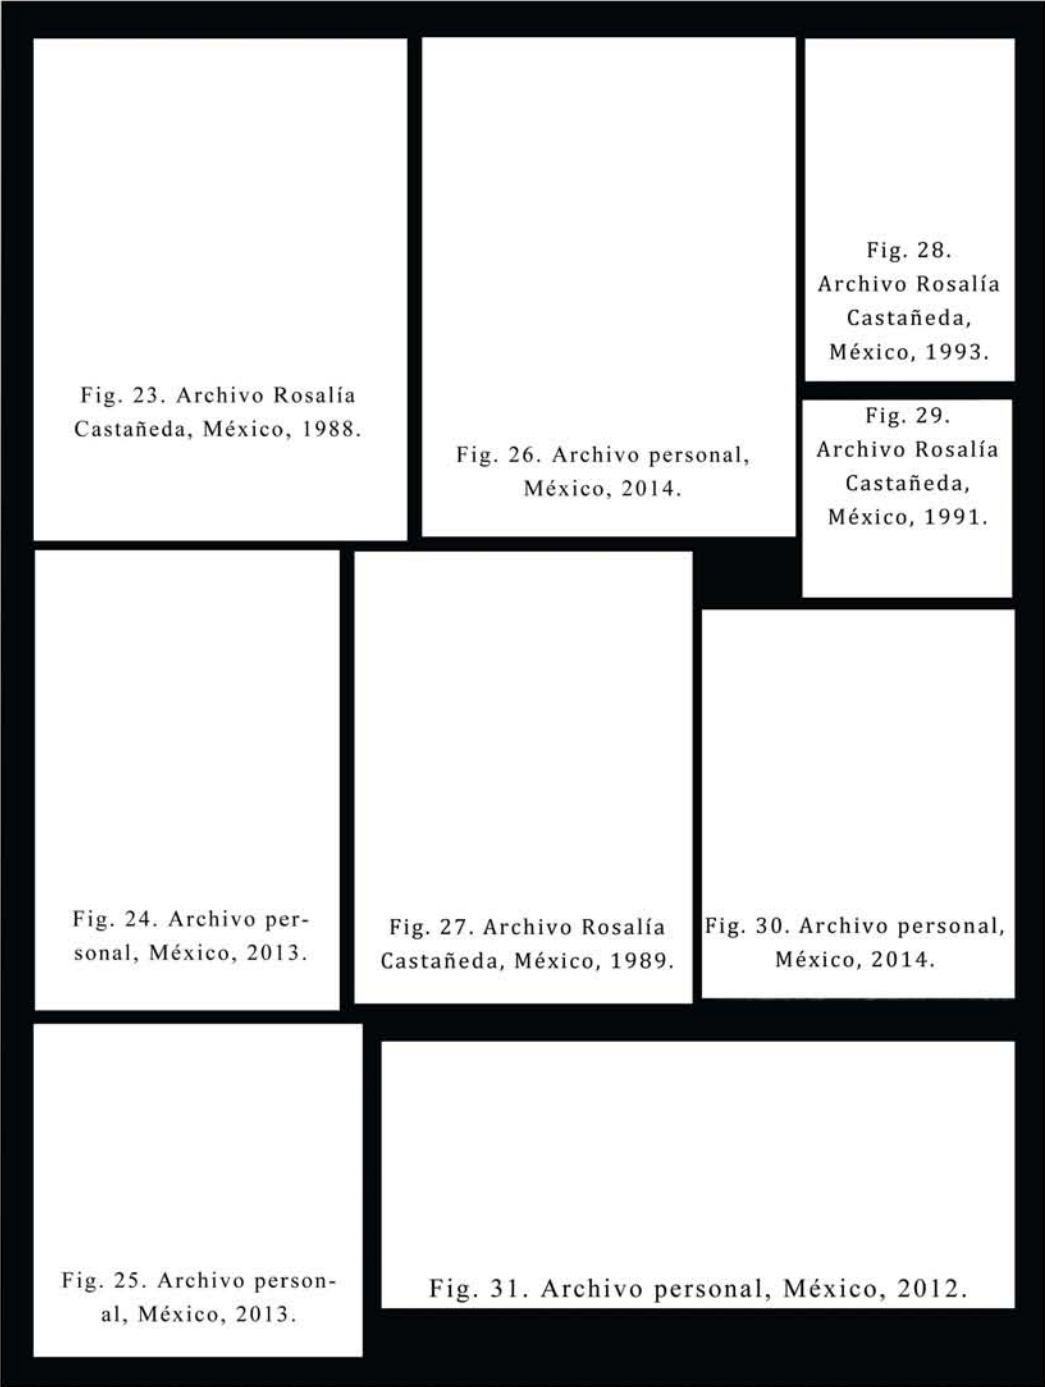 Fig. 23. Archivo Rosalía
Castañeda, México, 1988.
Fig. 24. Archivo per-
sonal, México, 2013.
Fig. 25. Archivo person-
al, México, 2013.
Fig. 26. Archivo personal,
México, 2014.
Fig. 27. Archivo Rosalía
Castañeda, México, 1989.
Fig. 28.
Archivo Rosalía
Castañeda,
México, 1993.
Fig. 29.
Archivo Rosalía
Castañeda,
México, 1991.
Fig. 30. Archivo personal,
México, 2014.
Fig. 31. Archivo personal, México, 2012.